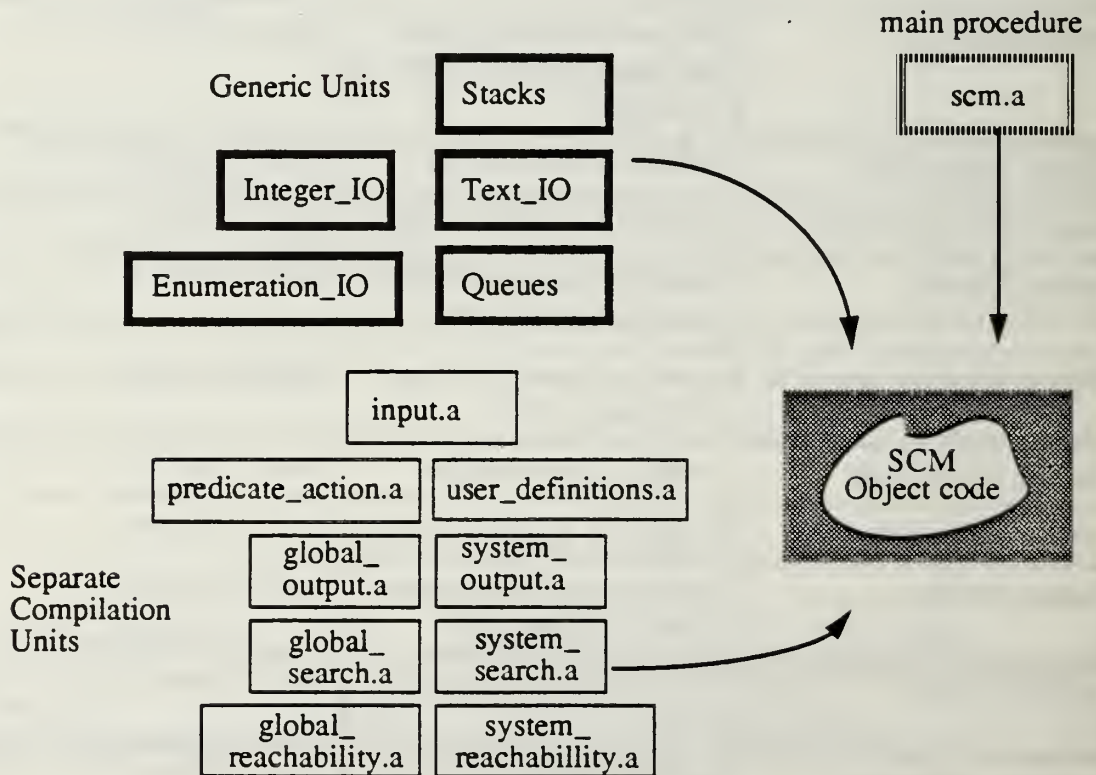 main procedure
scm.a
Generic Units
Stacks
Integer_IO
Text_IO
Enumeration_IO
Queues
input.a
predicate_action.a
user_definitions.a
global_
output.a
system_
output.a
Separate
Compilation
Units
global_
search.a
system_
search.a
global_
reachability.a
system_
reachabillity.a
SCM
Object code